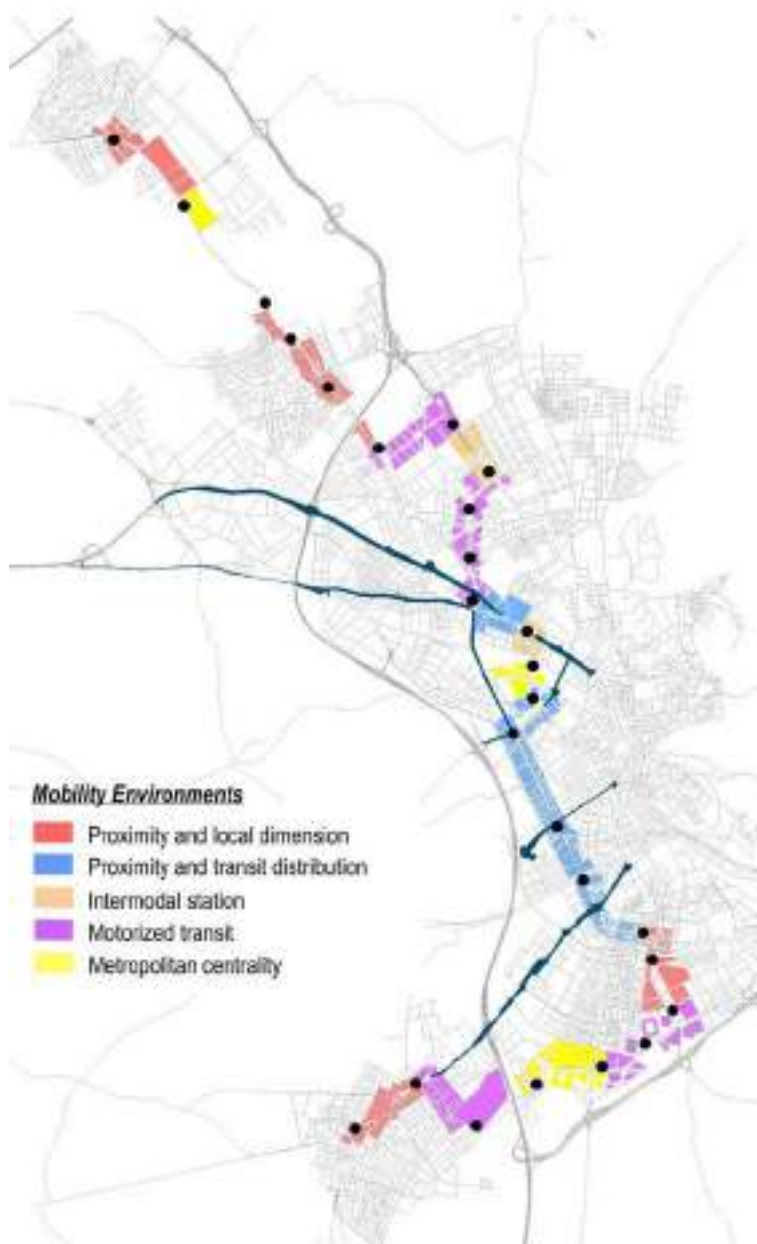 Mobility Environments
Proximity and local dimension
Proximity and transit distribution
Intermodal station
Motorized transit
Metropolitan centrality